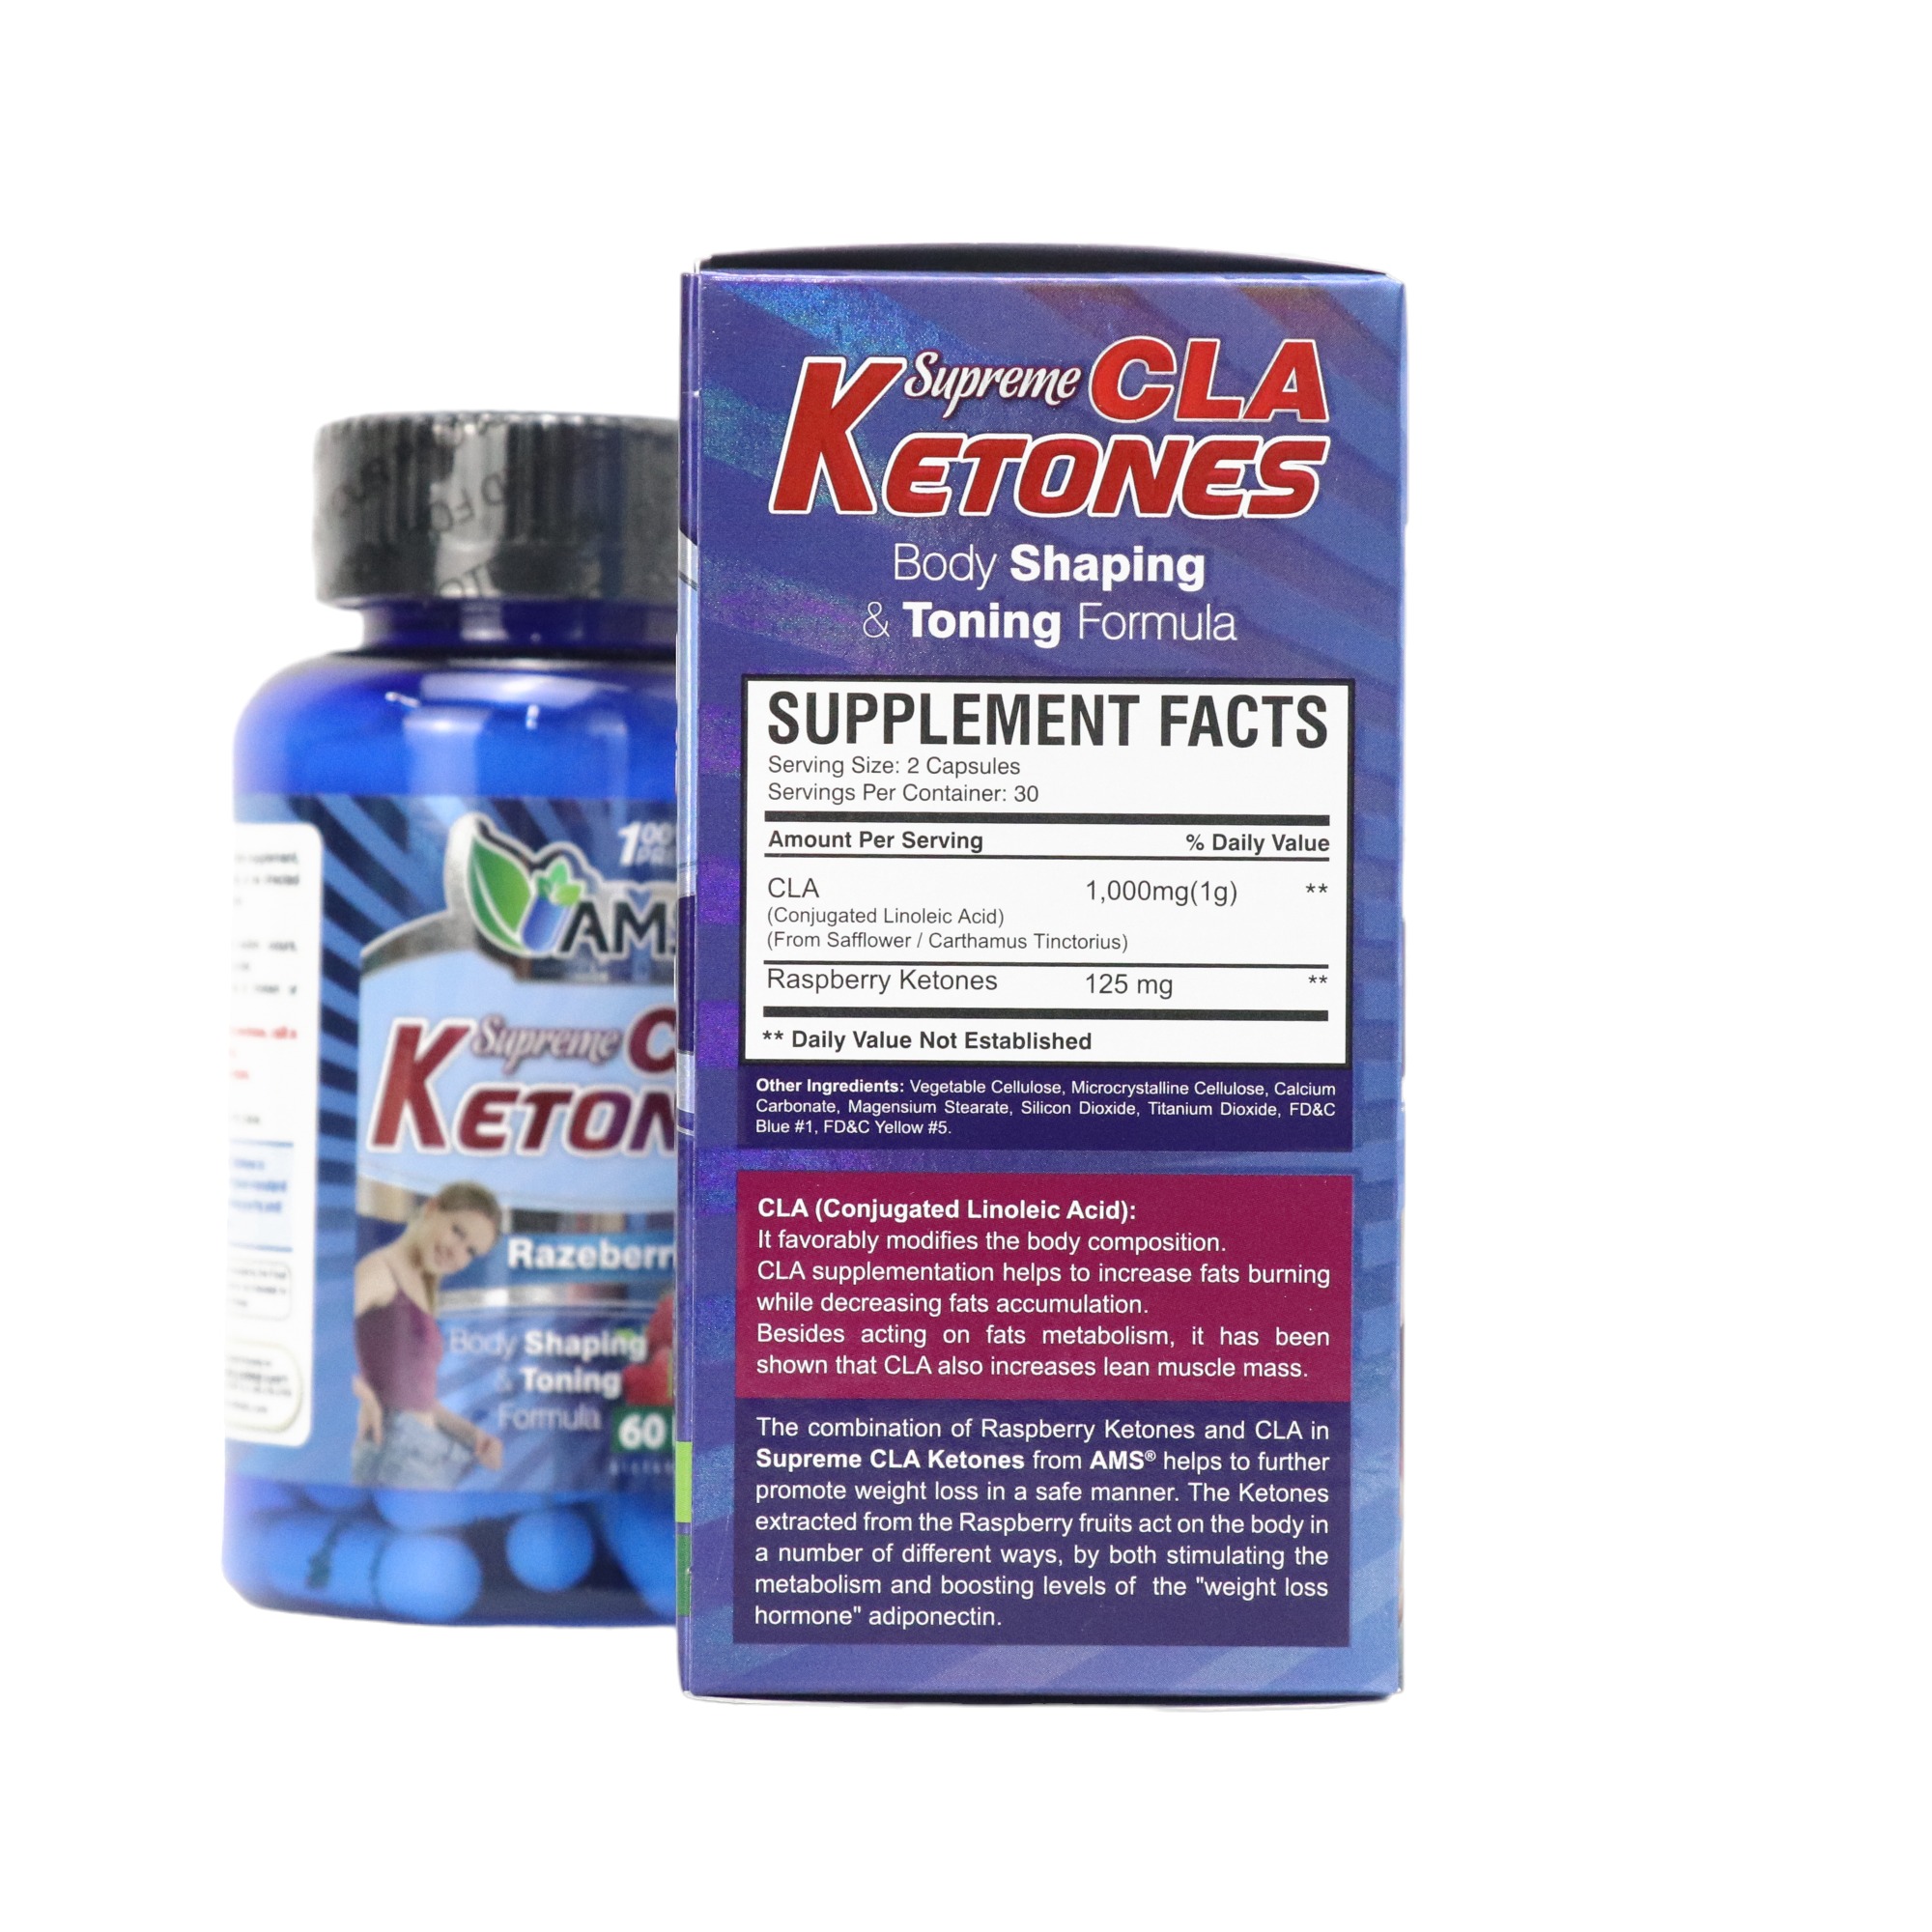 Supreme CLA
KETONES
Body Shaping
& Toning Formula
SUPPLEMENT FACTS
Serving Size: 2 Capsules
Servings Per Container: 30
Amount Per Serving % Daily Value
CLA 1,000mg(1g) **
(Conjugated Linoleic Acid)
(From Safflower / Carthamus Tinctorius)
Raspberry Ketones 125 mg **
** Daily Value Not Established
Other Ingredients: Vegetable Cellulose, Microcrystalline Cellulose, Calcium
Carbonate, Magensium Stearate, Silicon Dioxide, Titanium Dioxide, FD&C
Blue #1, FD&C Yellow #5.
CLA (Conjugated Linoleic Acid):
It favorably modifies the body composition.
CLA supplementation helps to increase fats burning
while decreasing fats accumulation.
Besides acting on fats metabolism, it has been
shown that CLA also increases lean muscle mass.
The combination of Raspberry Ketones and CLA in
Supreme CLA Ketones from AMS® helps to further
promote weight loss in a safe manner. The Ketones
extracted from the Raspberry fruits act on the body in
a number of different ways, by both stimulating the
metabolism and boosting levels of the "weight loss
hormone" adiponectin.
AMS
Supreme C
KETON
Razeberr
Body Shaping
& Toning
Formula
60